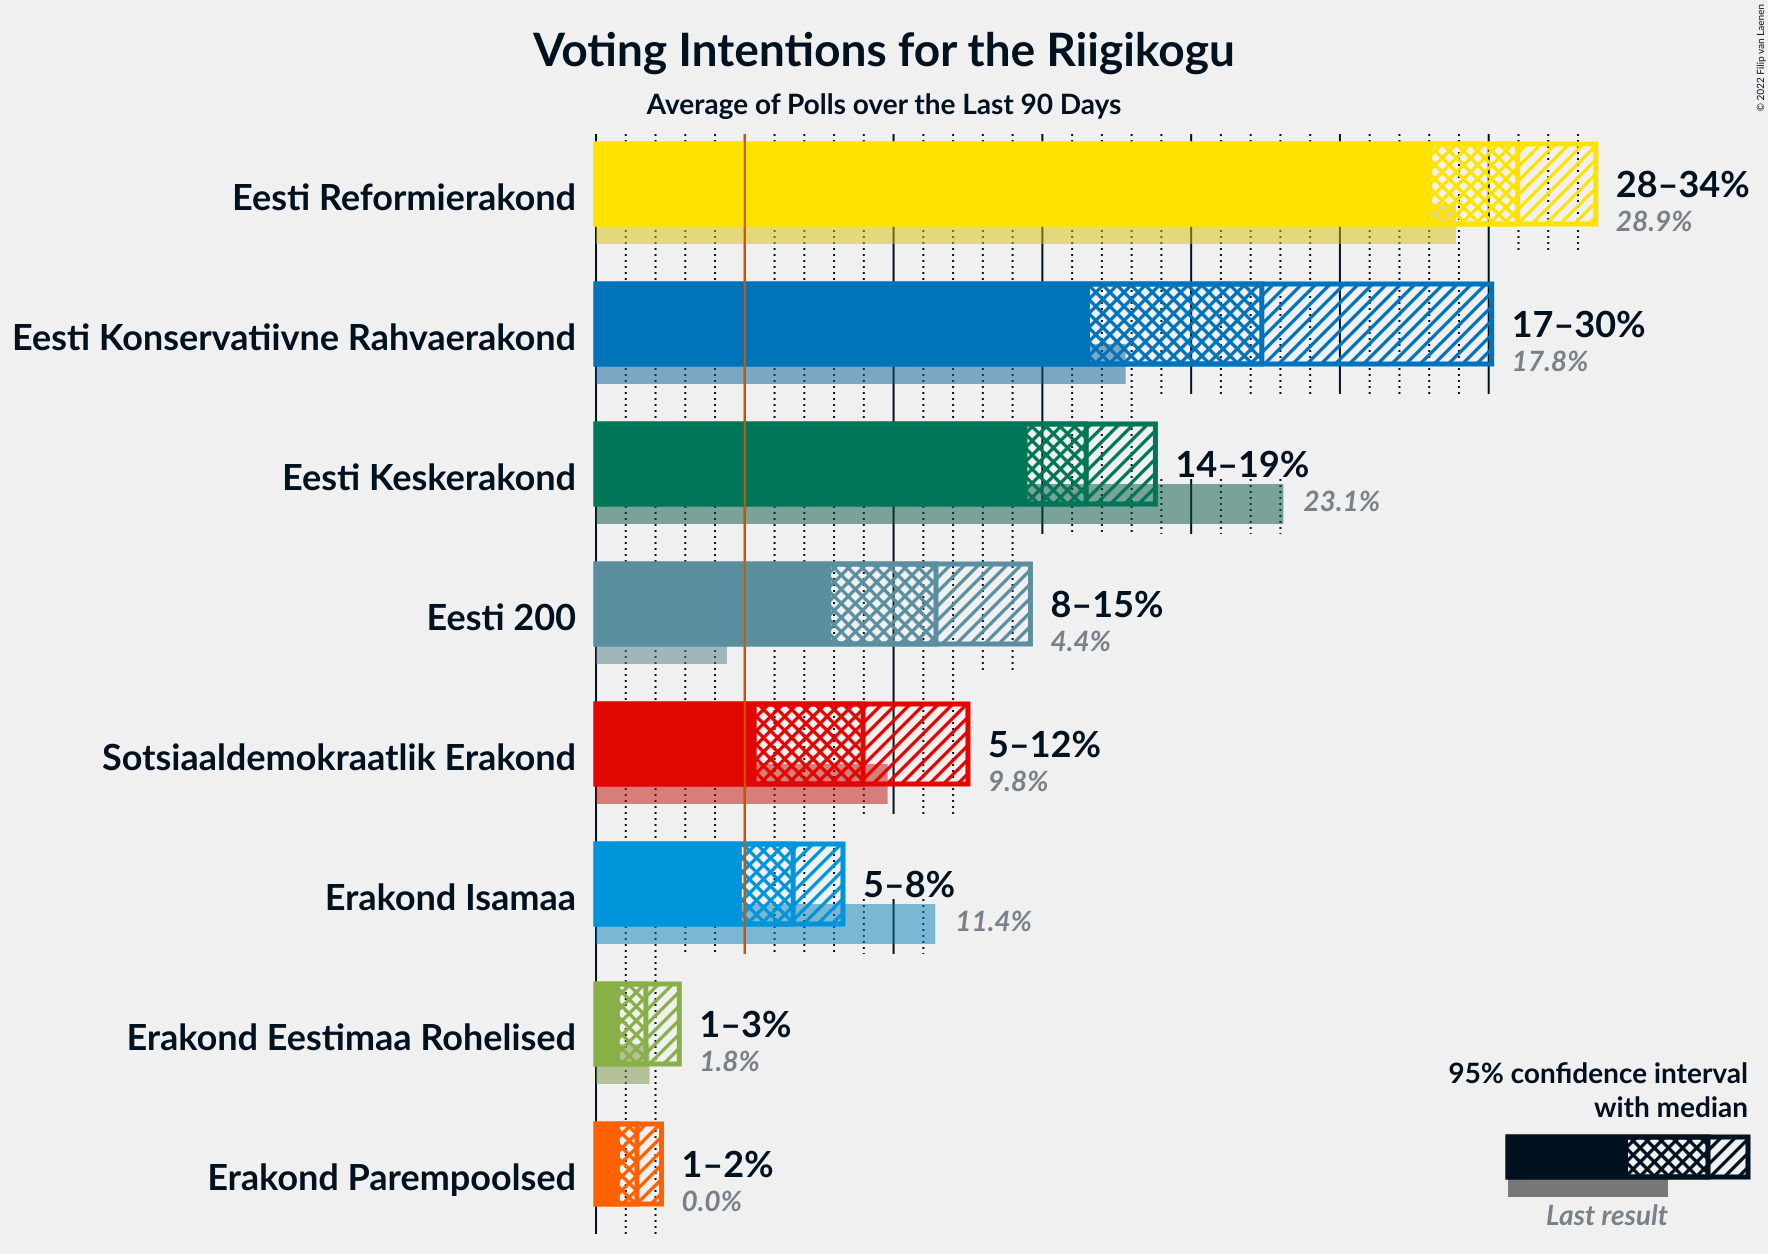 Voting Intentions for the Riigikogu
Average of Polls over the Last 90 Days
© 2022 Filip van Laenen
Eesti Reformierakond
28–34%
28.9%
Eesti Konservatiivne Rahvaerakond
17–30%
17.8%
Eesti Keskerakond
14–19%
23.1%
Eesti 200
8–15%
4.4%
Sotsiaaldemokraatlik Erakond
5–12%
9.8%
Erakond Isamaa
5–8%
11.4%
Erakond Eestimaa Rohelised
1–3%
1.8%
Erakond Parempoolsed
1–2%
0.0%
95% confidence interval
with median
Last result